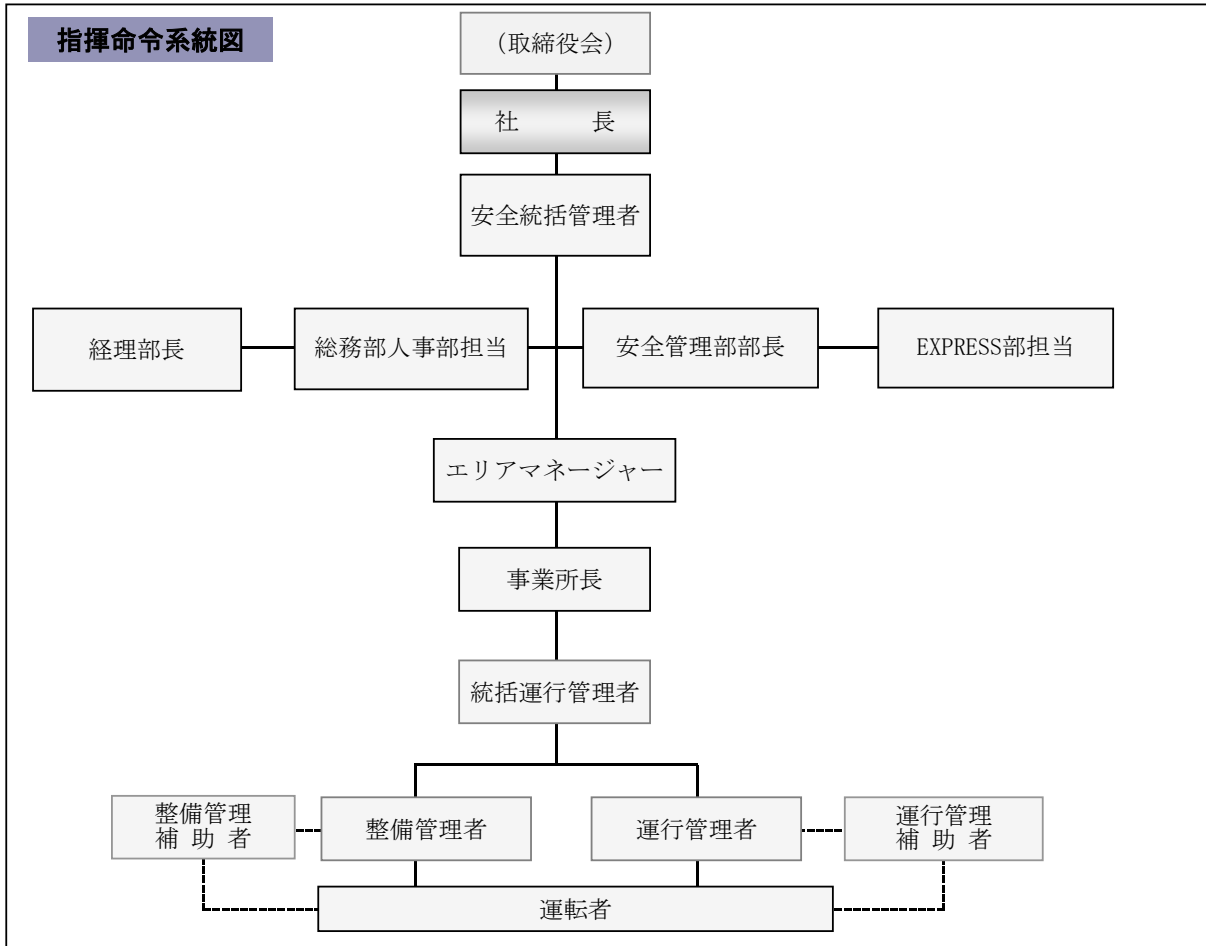 指揮命令系統図
（取締役会）
社　　長
安全統括管理者
経理部長
総務部人事部担当
安全管理部部長
EXPRESS部担当
エリアマネージャー
事業所長
統括運行管理者
整備管理
補 助 者
整備管理者
運行管理者
運行管理
補 助 者
運転者